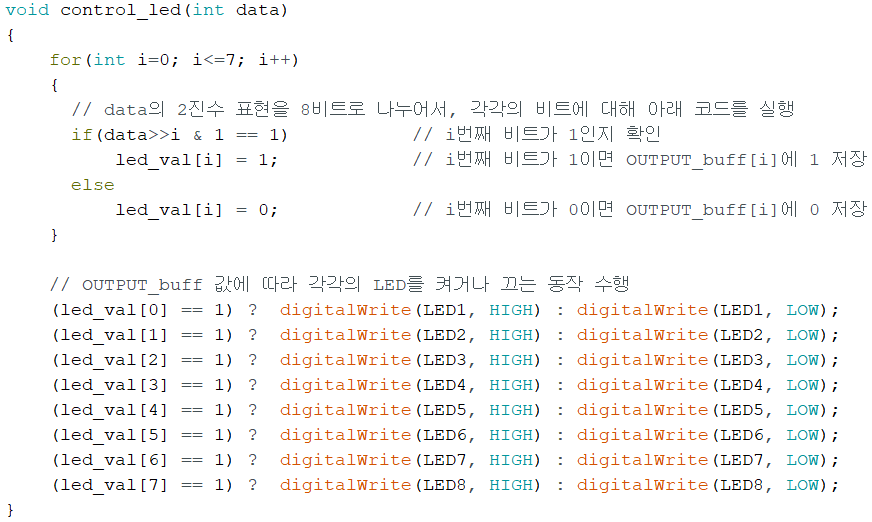 void control_led(int data)
{
    for(int i=0; i<=7; i++)
    {
      // data의 2진수 표현을 8비트로 나누어서, 각각의 비트에 대해 아래 코드를 실행
      if(data>>i & 1 == 1)           // i번째 비트가 1인지 확인
          led_val[i] = 1;            // i번째 비트가 1이면 OUTPUT_buff[i]에 1 저장
      else
          led_val[i] = 0;            // i번째 비트가 0이면 OUTPUT_buff[i]에 0 저장
    }
    // OUTPUT_buff 값에 따라 각각의 LED를 켜거나 끄는 동작 수행
    (led_val[0] == 1) ?  digitalWrite(LED1, HIGH) : digitalWrite(LED1, LOW);
    (led_val[1] == 1) ?  digitalWrite(LED2, HIGH) : digitalWrite(LED2, LOW);
    (led_val[2] == 1) ?  digitalWrite(LED3, HIGH) : digitalWrite(LED3, LOW);
    (led_val[3] == 1) ?  digitalWrite(LED4, HIGH) : digitalWrite(LED4, LOW);
    (led_val[4] == 1) ?  digitalWrite(LED5, HIGH) : digitalWrite(LED5, LOW);
    (led_val[5] == 1) ?  digitalWrite(LED6, HIGH) : digitalWrite(LED6, LOW);
    (led_val[6] == 1) ?  digitalWrite(LED7, HIGH) : digitalWrite(LED7, LOW);
    (led_val[7] == 1) ?  digitalWrite(LED8, HIGH) : digitalWrite(LED8, LOW);
}